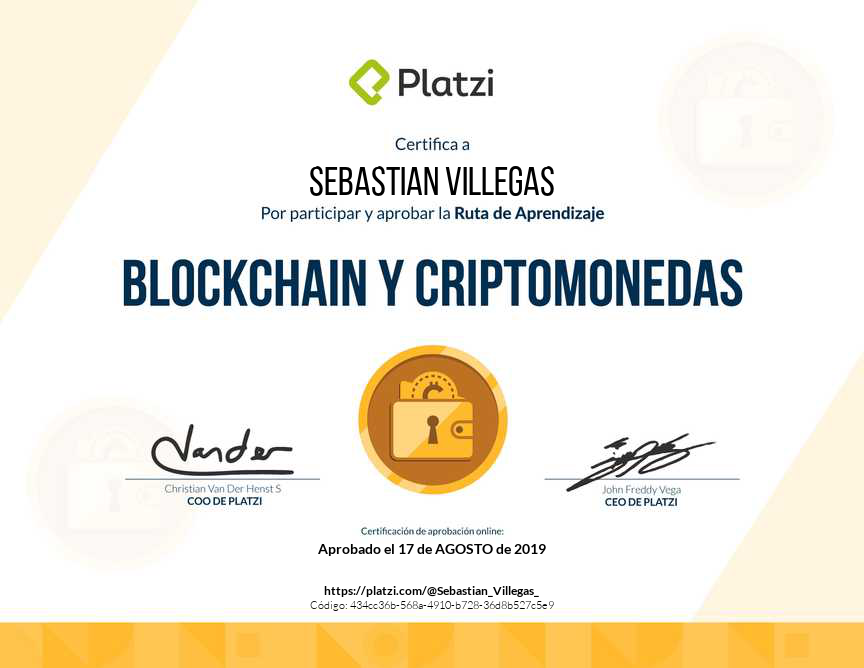 Platzi
Certifica a
SEBASTIAN VILLEGAS
Por participar y aprobar la Ruta de Aprendizaje
BLOCKCHAIN Y CRIPTOMONEDAS
Vander
Christian Van Der Henst S
COO DE PLATZI
John Freddy Vega
CEO DE PLATZI
Certificación de aprobación online:
Aprobado el 17 de AGOSTO de 2019
https://platzi.com/@Sebastian_Villegas_
Código: 434cc36b-568a-4910-b728-36d8b527c5e9